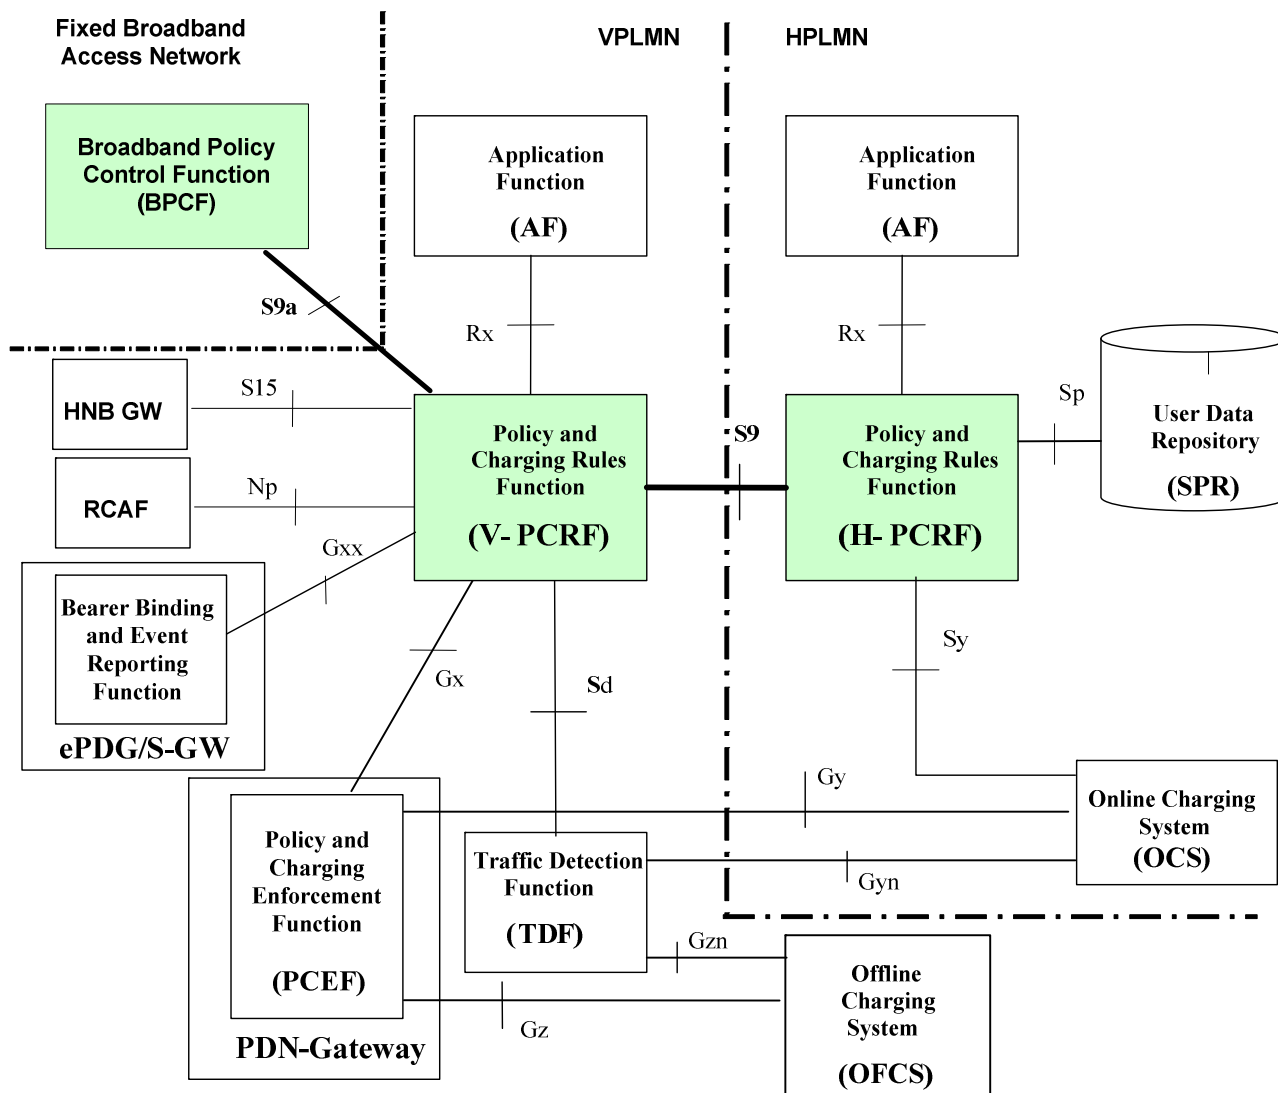 Fixed Broadband
Access Network
VPLMN
HPLMN
Broadband Policy
Control Function
(BPCF)
Application
Function
(AF)
Application
Function
(AF)
S9a
Rx
Rx
HNB GW
S15
Sp
User Data
Repository
(SPR)
Policy and
Charging Rules
Function
(V- PCRF)
S9
Policy and
Charging Rules
Function
(H- PCRF)
RCAF
Np
Gxx
Bearer Binding
and Event
Reporting
Function
ePDG/S-GW
Gx
Sd
Sy
Gy
Online Charging
System
(OCS)
Policy and
Charging
Enforcement
Function
(PCEF)
PDN-Gateway
Traffic Detection
Function
(TDF)
Gyn
Gzn
Gz
Offline
Charging
System
(OFCS)